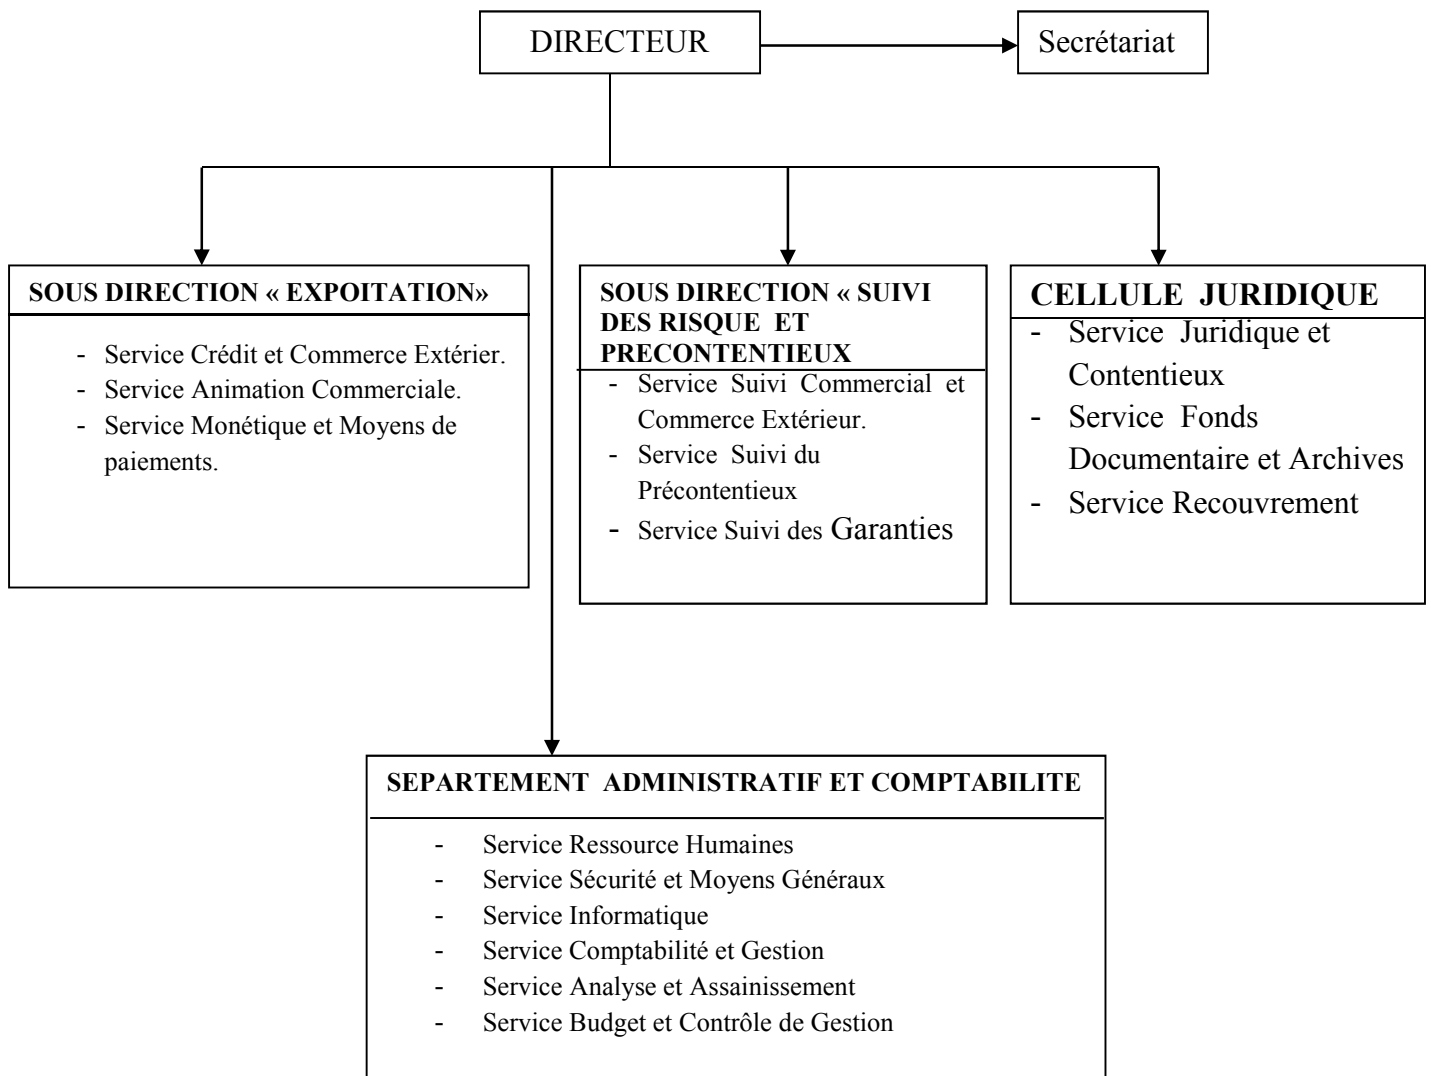 DIRECTEUR
Secrétariat
SOUS DIRECTION « EXPOITATION»
- Service Crédit et Commerce Extérier.
- Service Animation Commerciale.
- Service Monétique et Moyens de
paiements.
SOUS DIRECTION « SUIVI
DES RISQUE ET
PRECONTENTIEUX
- Service Suivi Commercial et
Commerce Extérieur.
- Service Suivi du
Précontentieux
- Service Suivi des Garanties
CELLULE JURIDIQUE
- Service Juridique et
Contentieux
- Service Fonds
Documentaire et Archives
- Service Recouvrement
SEPARTEMENT ADMINISTRATIF ET COMPTABILITE
- Service Ressource Humaines
- Service Sécurité et Moyens Généraux
- Service Informatique
- Service Comptabilité et Gestion
- Service Analyse et Assainissement
- Service Budget et Contrôle de Gestion